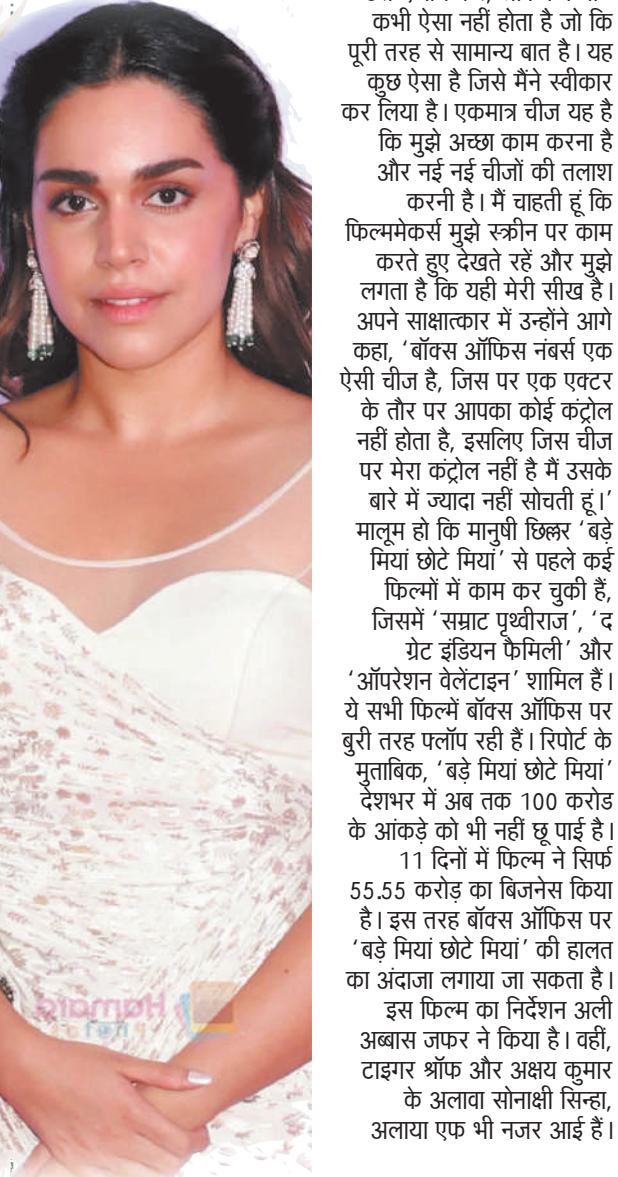 कभी ऐसा नहीं होता है जो कि
पूरी तरह से सामान्य बात है। यह
कुछ ऐसा है जिसे मैंने स्वीकार
कर लिया है। एकमात्र चीज यह है
कि मुझे अच्छा काम करना है
और नई नई चीजों की तलाश
करनी है। मैं चाहती हूं कि
फिल्ममेकर्स मुझे स्क्रीन पर काम
करते हुए देखते रहें और मुझे
लगता है कि यही मेरी सीख है।
अपने साक्षात्कार में उन्होंने आगे
कहा, ‘बॉक्स ऑफिस नंबर्स एक
ऐसी चीज है, जिस पर एक एक्टर
के तौर पर आपका कोई कंट्रोल
नहीं होता है, इसलिए जिस चीज
पर मेरा कंट्रोल नहीं है मैं उसके
बारे में ज्यादा नहीं सोचती हूं।’
मालूम हो कि मानुषी छिल्लर ‘बड़े
मियां छोटे मियां’ से पहले कई
फिल्मों में काम कर चुकी हैं,
जिसमें ‘सम्राट पृथ्वीराज’, ‘द
ग्रेट इंडियन फैमिली’ और
‘ऑपरेशन वेलेंटाइन’ शामिल हैं।
ये सभी फिल्में बॉक्स ऑफिस पर
बुरी तरह फ्लॉप रही हैं। रिपोर्ट के
मुताबिक, ‘बड़े मियां छोटे मियां’
देशभर में अब तक 100 करोड
के आंकड़े को भी नहीं छू पाई है।
11 दिनों में फिल्म ने सिर्फ
55.55 करोड़ का बिजनेस किया
है। इस तरह बॉक्स ऑफिस पर
‘बड़े मियां छोटे मियां’ की हालत
का अंदाजा लगाया जा सकता है।
इस फिल्म का निर्देशन अली
अब्बास जफर ने किया है। वहीं,
टाइगर श्रॉफ और अक्षय कुमार
के अलावा सोनाक्षी सिन्हा,
अलाया एफ भी नजर आई हैं।
Hamara
Photos